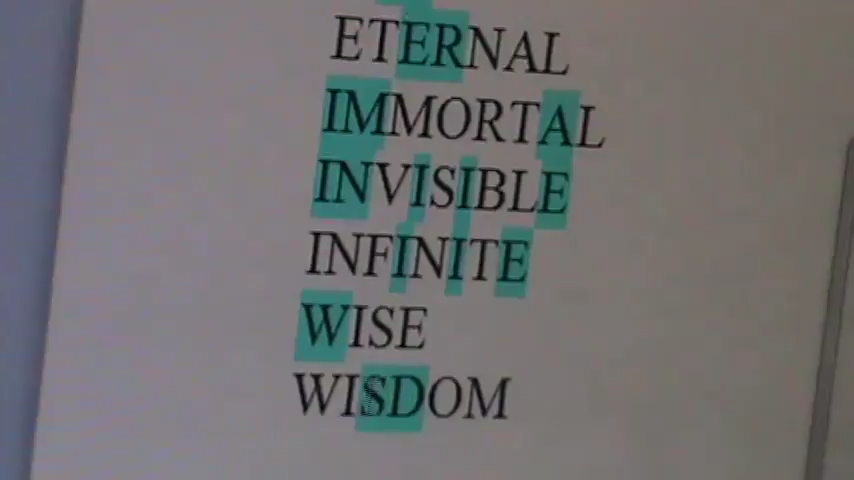 ETERNAL
IMMORTAL
INVISIBLE
INFINITE
WISE
WISDOM